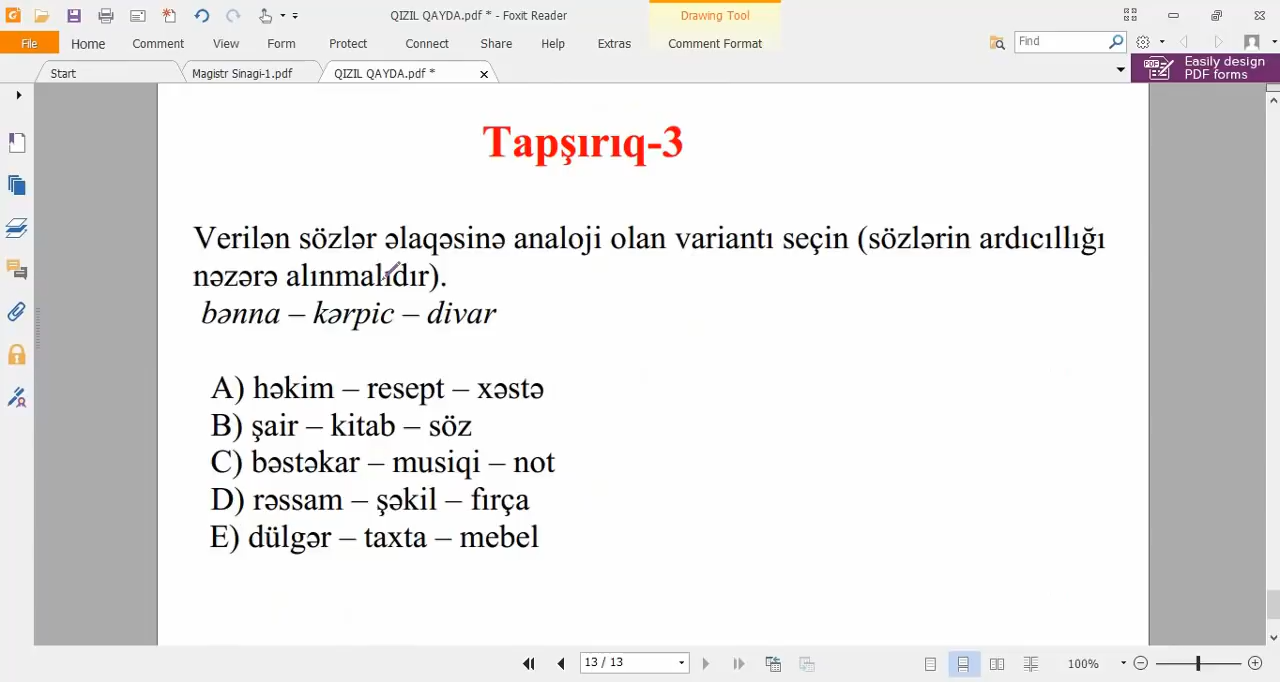 QIZIL QAYDA.pdf * - Foxit Reader
Drawing Tool
File Home Comment View Form Protect Connect Share Help Extras Comment Format
Find
Start Magistr Sinagi-1.pdf QIZIL QAYDA.pdf *
PDF Easily design
PDF forms
Tapşırıq-3
Verilən sözlər əlaqəsinə analoji olan variantı seçin (sözlərin ardıcıllığı
nəzərə alınmalıdır).
bənna – kərpic – divar
A) həkim – resept – xəstə
B) şair – kitab – söz
C) bəstəkar – musiqi – not
D) rəssam – şəkil – fırça
E) dülgər – taxta – mebel
13 / 13
100%